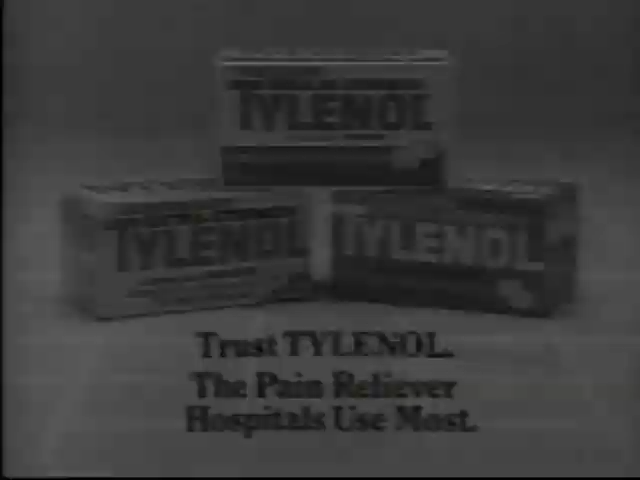 TYLENOL
TYLENOL
TYLENOL
Trust TYLENOL.
The Pain Reliever
Hospitals Use Most.